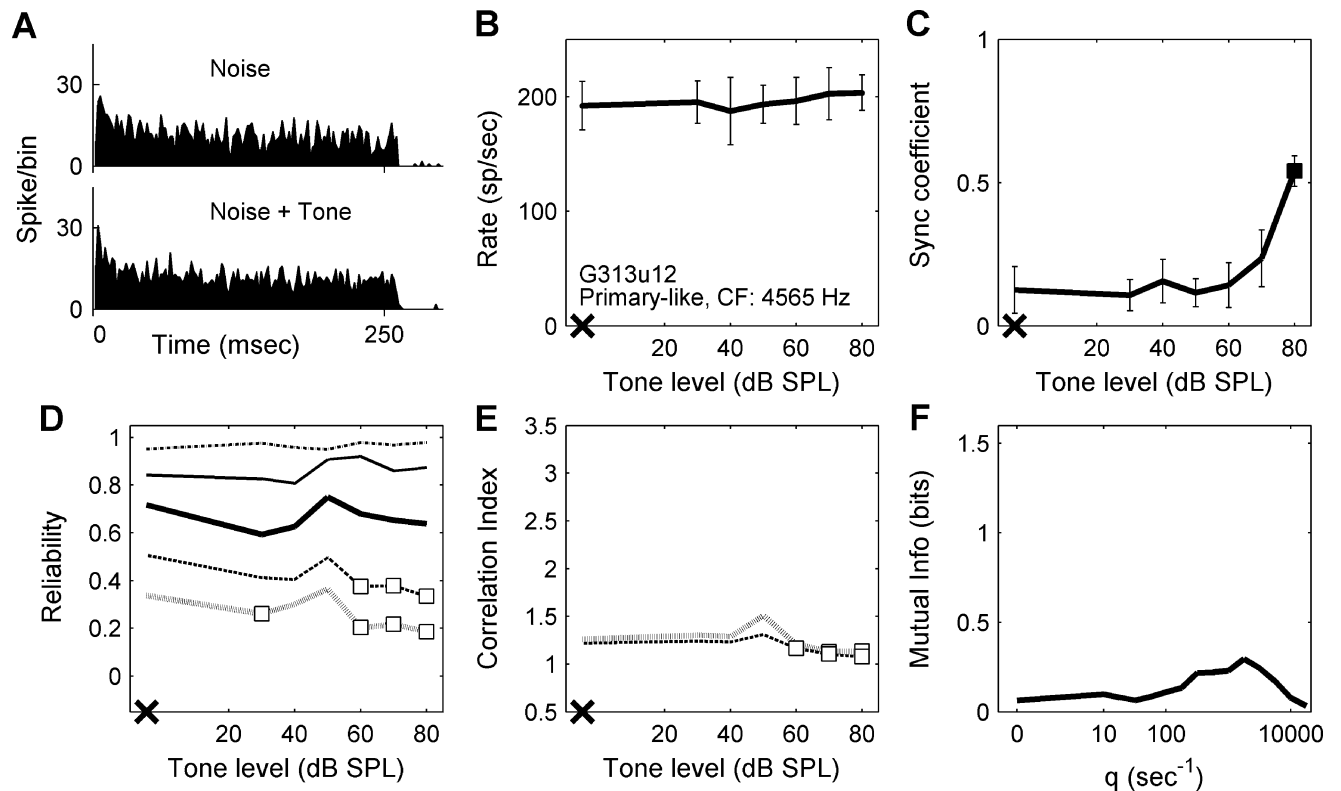 A
Noise
30
0
Noise + Tone
30
0
Spike/bin
0
250
Time (msec)
B
200
100
0
Rate (sp/sec)
G313u12
Primary-like, CF: 4565 Hz
20 40 60 80
Tone level (dB SPL)
C
1
0.5
0
Sync coefficient
20 40 60 80
Tone level (dB SPL)
D
1
0.8
0.6
0.4
0.2
0
Reliability
20 40 60 80
Tone level (dB SPL)
E
3.5
3
2.5
2
1.5
1
0.5
Correlation Index
20 40 60 80
Tone level (dB SPL)
F
1.5
1
0.5
0
Mutual Info (bits)
0 10 100 10000
q (sec⁻¹)